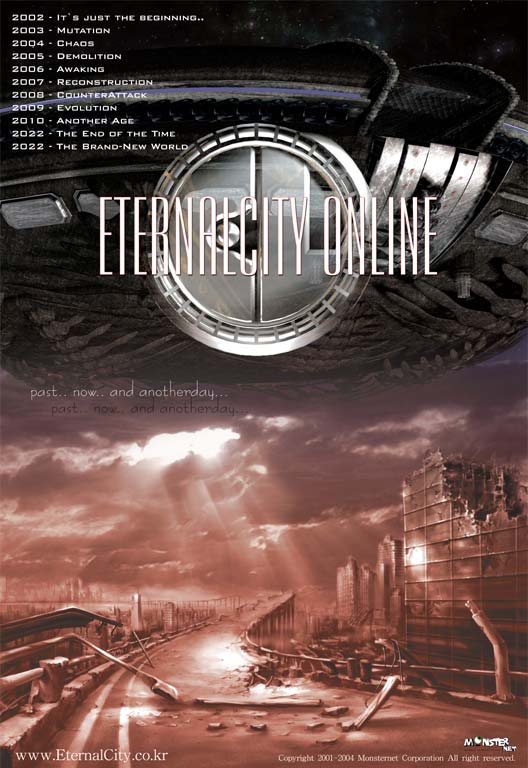 2002 - It`s just the beginning..
2003 - Mutation
2004 - Chaos
2005 - Demolition
2006 - Awaking
2007 - Reconstruction
2008 - CounterAttack
2009 - Evolution
2010 - Another Age
2022 - The End of the Time
2022 - The Brand-New World
ETERNALCITY ONLINE
past.. now.. and anotherday...
past.. now.. and anotherday...
MONSTER NET
www.EternalCity.co.kr
Copyright 2001-2004 Monsternet Corporation All right reserved.